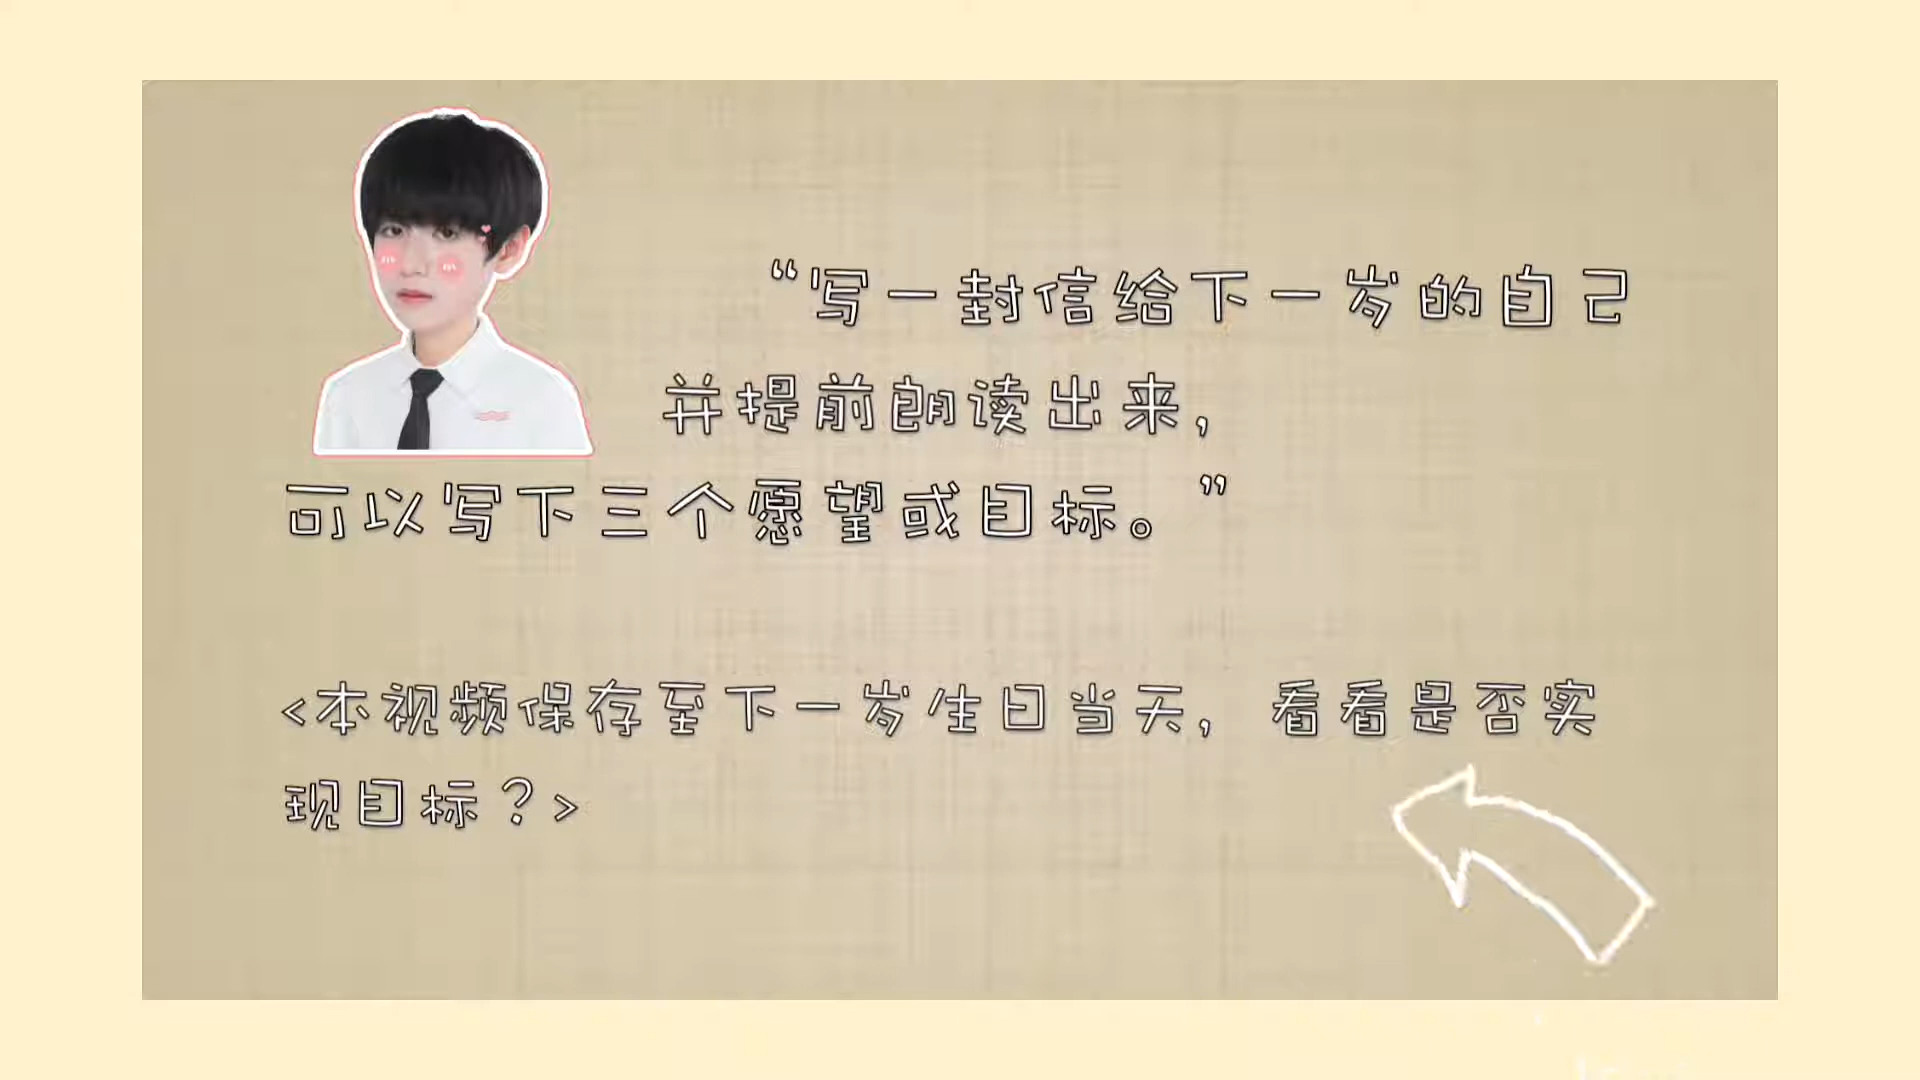 “写一封信给下一岁的自己
并提前朗读出来，
可以写下三个愿望或目标。”
<本视频保存至下一岁生日当天，看看是否实
现目标？>